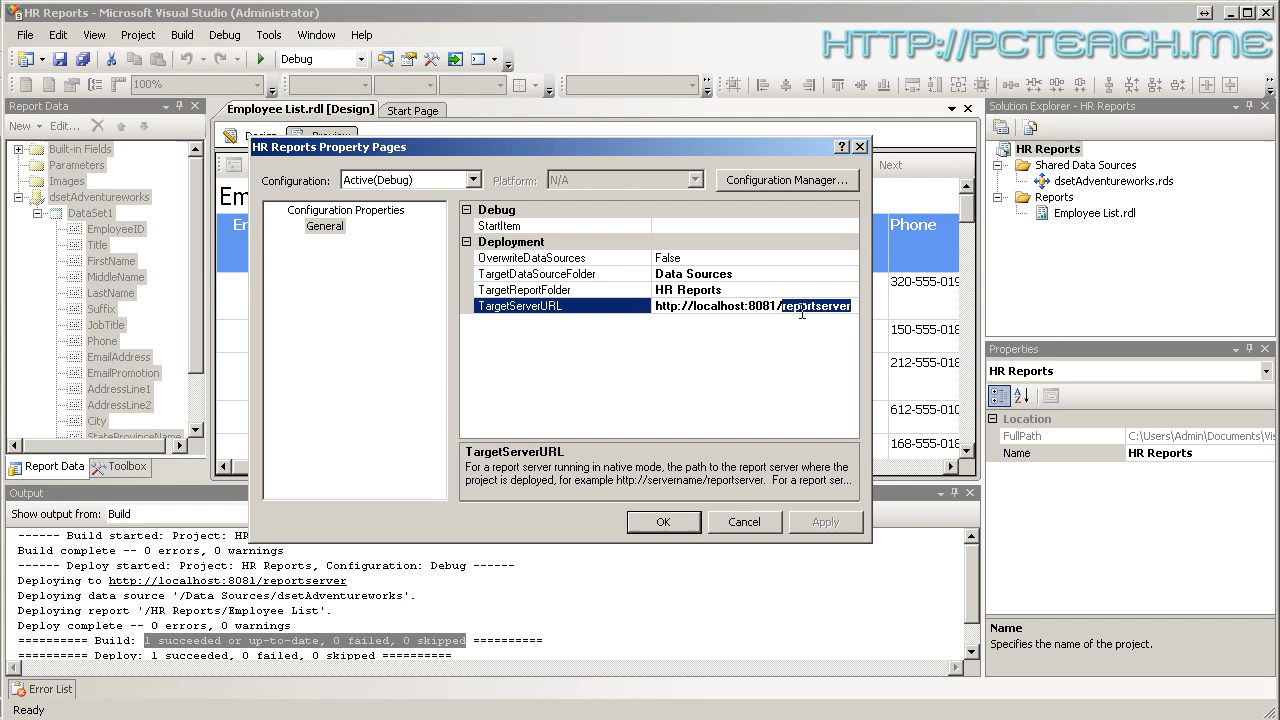 HR Reports - Microsoft Visual Studio (Administrator)
File Edit View Project Build Debug Tools Window Help
HTTP://PCTEACH.ME
Debug
100%
Report Data
New Edit...
Built-in Fields
Parameters
Images
dsetAdventureworks
DataSet1
EmployeeID
Title
FirstName
MiddleName
LastName
Suffix
JobTitle
Phone
EmailAddress
EmailPromotion
AddressLine1
AddressLine2
City
StateProvinceName
Report Data Toolbox
Employee List.rdl [Design] Start Page
Design Preview
Next
Em
Em
Phone
320-555-019
150-555-018
212-555-018
612-555-010
168-555-018
HR Reports Property Pages
Configuration: Active(Debug) Platform: N/A Configuration Manager...
Configuration Properties
General
Debug
StartItem
Deployment
OverwriteDataSources False
TargetDataSourceFolder Data Sources
TargetReportFolder HR Reports
TargetServerURL http://localhost:8081/reportserver
TargetServerURL
For a report server running in native mode, the path to the report server where the
project is deployed, for example http://servername/reportserver. For a report ser...
OK Cancel Apply
Solution Explorer - HR Reports
HR Reports
Shared Data Sources
dsetAdventureworks.rds
Reports
Employee List.rdl
Properties
HR Reports
Location
FullPath C:\Users\Admin\Documents\Vis
Name HR Reports
Name
Specifies the name of the project.
Output
Show output from: Build
------ Build started: Project: HR
Build complete -- 0 errors, 0 warnings
------ Deploy started: Project: HR Reports, Configuration: Debug ------
Deploying to http://localhost:8081/reportserver
Deploying data source '/Data Sources/dsetAdventureworks'.
Deploying report '/HR Reports/Employee List'.
Deploy complete -- 0 errors, 0 warnings
========== Build: 1 succeeded or up-to-date, 0 failed, 0 skipped ==========
========== Deploy: 1 succeeded, 0 failed, 0 skipped ==========
Error List
Ready